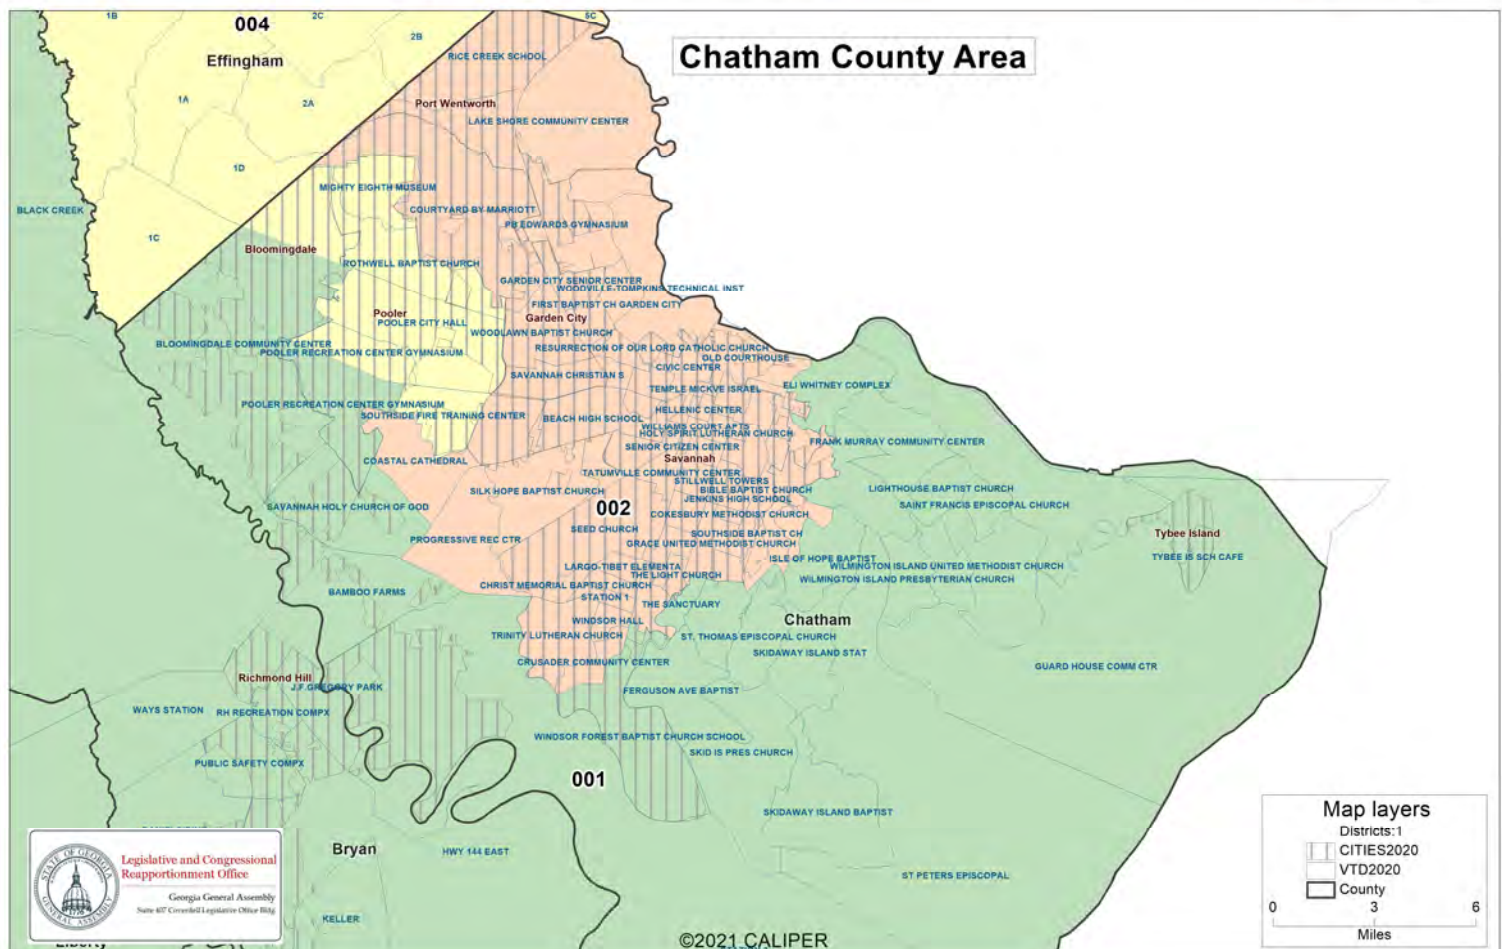 1B
2C
5C
004
2B
Chatham County Area
RICE CREEK SCHOOL
Effingham
1A
2A
Port Wentworth
LAKE SHORE COMMUNITY CENTER
1D
MIGHTY EIGHTH MUSEUM
BLACK CREEK
COURTYARD BY MARRIOTT
PB EDWARDS GYMNASIUM
1C
Bloomingdale
ROTHWELL BAPTIST CHURCH
GARDEN CITY SENIOR CENTER
WOODVILLE-TOMPKINS TECHNICAL INST
FIRST BAPTIST CH GARDEN CITY
Pooler
Garden City
POOLER CITY HALL
WOODLAWN BAPTIST CHURCH
BLOOMINGDALE COMMUNITY CENTER
RESURRECTION OF OUR LORD CATHOLIC CHURCH
POOLER RECREATION CENTER GYMNASIUM
OLD COURTHOUSE
CIVIC CENTER
SAVANNAH CHRISTIAN S
ELI WHITNEY COMPLEX
TEMPLE MICKVE ISRAEL
POOLER RECREATION CENTER GYMNASIUM
HELLENIC CENTER
SOUTHSIDE FIRE TRAINING CENTER
BEACH HIGH SCHOOL
WILLIAMS COURT APTS
HOLY SPIRIT LUTHERAN CHURCH
FRANK MURRAY COMMUNITY CENTER
SENIOR CITIZEN CENTER
COASTAL CATHEDRAL
Savannah
TATUMVILLE COMMUNITY CENTER
STILLWELL TOWERS
SILK HOPE BAPTIST CHURCH
BIBLE BAPTIST CHURCH
LIGHTHOUSE BAPTIST CHURCH
JENKINS HIGH SCHOOL
SAVANNAH HOLY CHURCH OF GOD
002
SAINT FRANCIS EPISCOPAL CHURCH
COKESBURY METHODIST CHURCH
SEED CHURCH
SOUTHSIDE BAPTIST CH
Tybee Island
PROGRESSIVE REC CTR
GRACE UNITED METHODIST CHURCH
ISLE OF HOPE BAPTIST
TYBEE IS SCH CAFE
LARGO-TIBET ELEMENTA
WILMINGTON ISLAND UNITED METHODIST CHURCH
THE LIGHT CHURCH
WILMINGTON ISLAND PRESBYTERIAN CHURCH
CHRIST MEMORIAL BAPTIST CHURCH
BAMBOO FARMS
STATION 1
THE SANCTUARY
WINDSOR HALL
Chatham
TRINITY LUTHERAN CHURCH
ST. THOMAS EPISCOPAL CHURCH
SKIDAWAY ISLAND STAT
CRUSADER COMMUNITY CENTER
GUARD HOUSE COMM CTR
Richmond Hill
J.F.GREGORY PARK
FERGUSON AVE BAPTIST
WAYS STATION
RH RECREATION COMPX
WINDSOR FOREST BAPTIST CHURCH SCHOOL
SKID IS PRES CHURCH
PUBLIC SAFETY COMPX
001
SKIDAWAY ISLAND BAPTIST
Bryan
HWY 144 EAST
ST PETERS EPISCOPAL
KELLER
Liberty
Map layers
Districts:1
CITIES2020
VTD2020
County
0 3 6
Miles
STATE OF GEORGIA
GENERAL ASSEMBLY
1776
Legislative and Congressional
Reapportionment Office
Georgia General Assembly
Suite 407 Coverdell Legislative Office Bldg
©2021 CALIPER